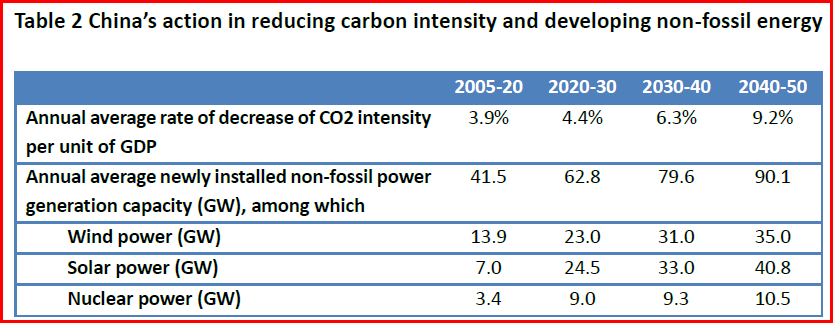 Table 2 China's action in reducing carbon intensity and developing non-fossil energy
2005-20 2020-30 2030-40 2040-50
Annual average rate of decrease of CO2 intensity 3.9% 4.4% 6.3% 9.2%
per unit of GDP
Annual average newly installed non-fossil power 41.5 62.8 79.6 90.1
generation capacity (GW), among which
Wind power (GW) 13.9 23.0 31.0 35.0
Solar power (GW) 7.0 24.5 33.0 40.8
Nuclear power (GW) 3.4 9.0 9.3 10.5